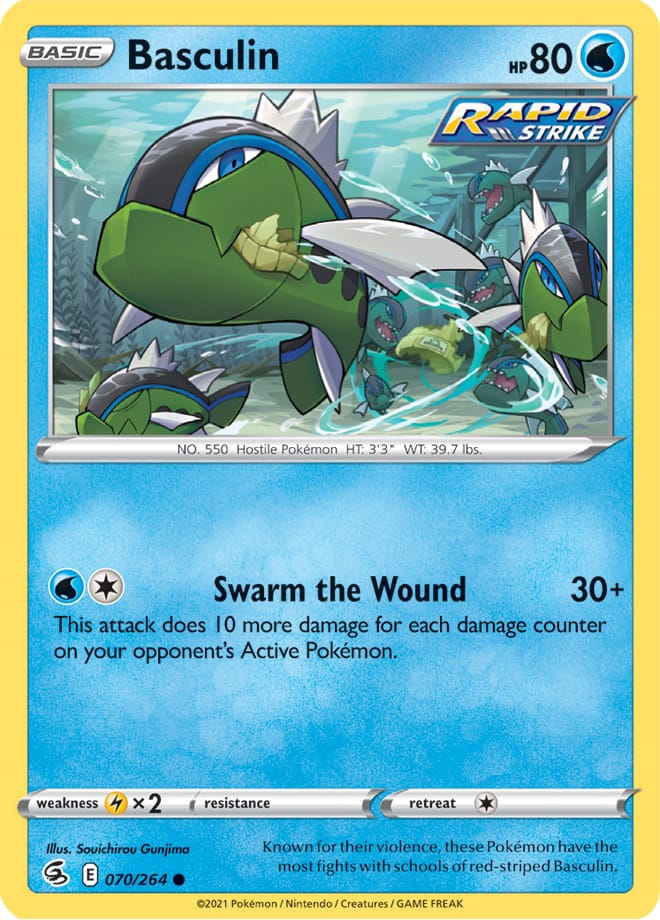 BASIC Basculin HP80
RAPID
STRIKE
NO. 550 Hostile Pokémon HT: 3'3" WT: 39.7 lbs.
Swarm the Wound 30+
This attack does 10 more damage for each damage counter
on your opponent's Active Pokémon.
weakness ×2 resistance retreat
Illus. Souichirou Gunjima
Known for their violence, these Pokémon have the
most fights with schools of red-striped Basculin.
E 070/264
©2021 Pokémon / Nintendo / Creatures / GAME FREAK